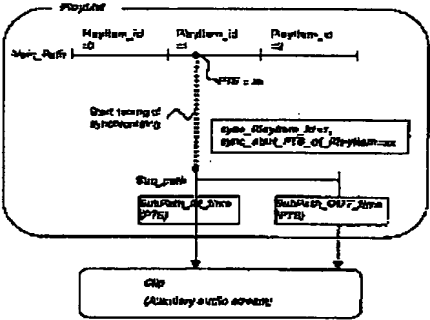 PlayList
PlayItem_id PlayItem_id PlayItem_id
=0 =1 =2
Main_Path
PTS = xx
Start timing of
synchronizing
sync_PlayItem_id=1,
sync_start_PTS_of_PlayItem=xx
Sub_path
SubPath_IN_time SubPath_OUT_time
(PTS) (PTS)
Clip
(Auxiliary audio stream)